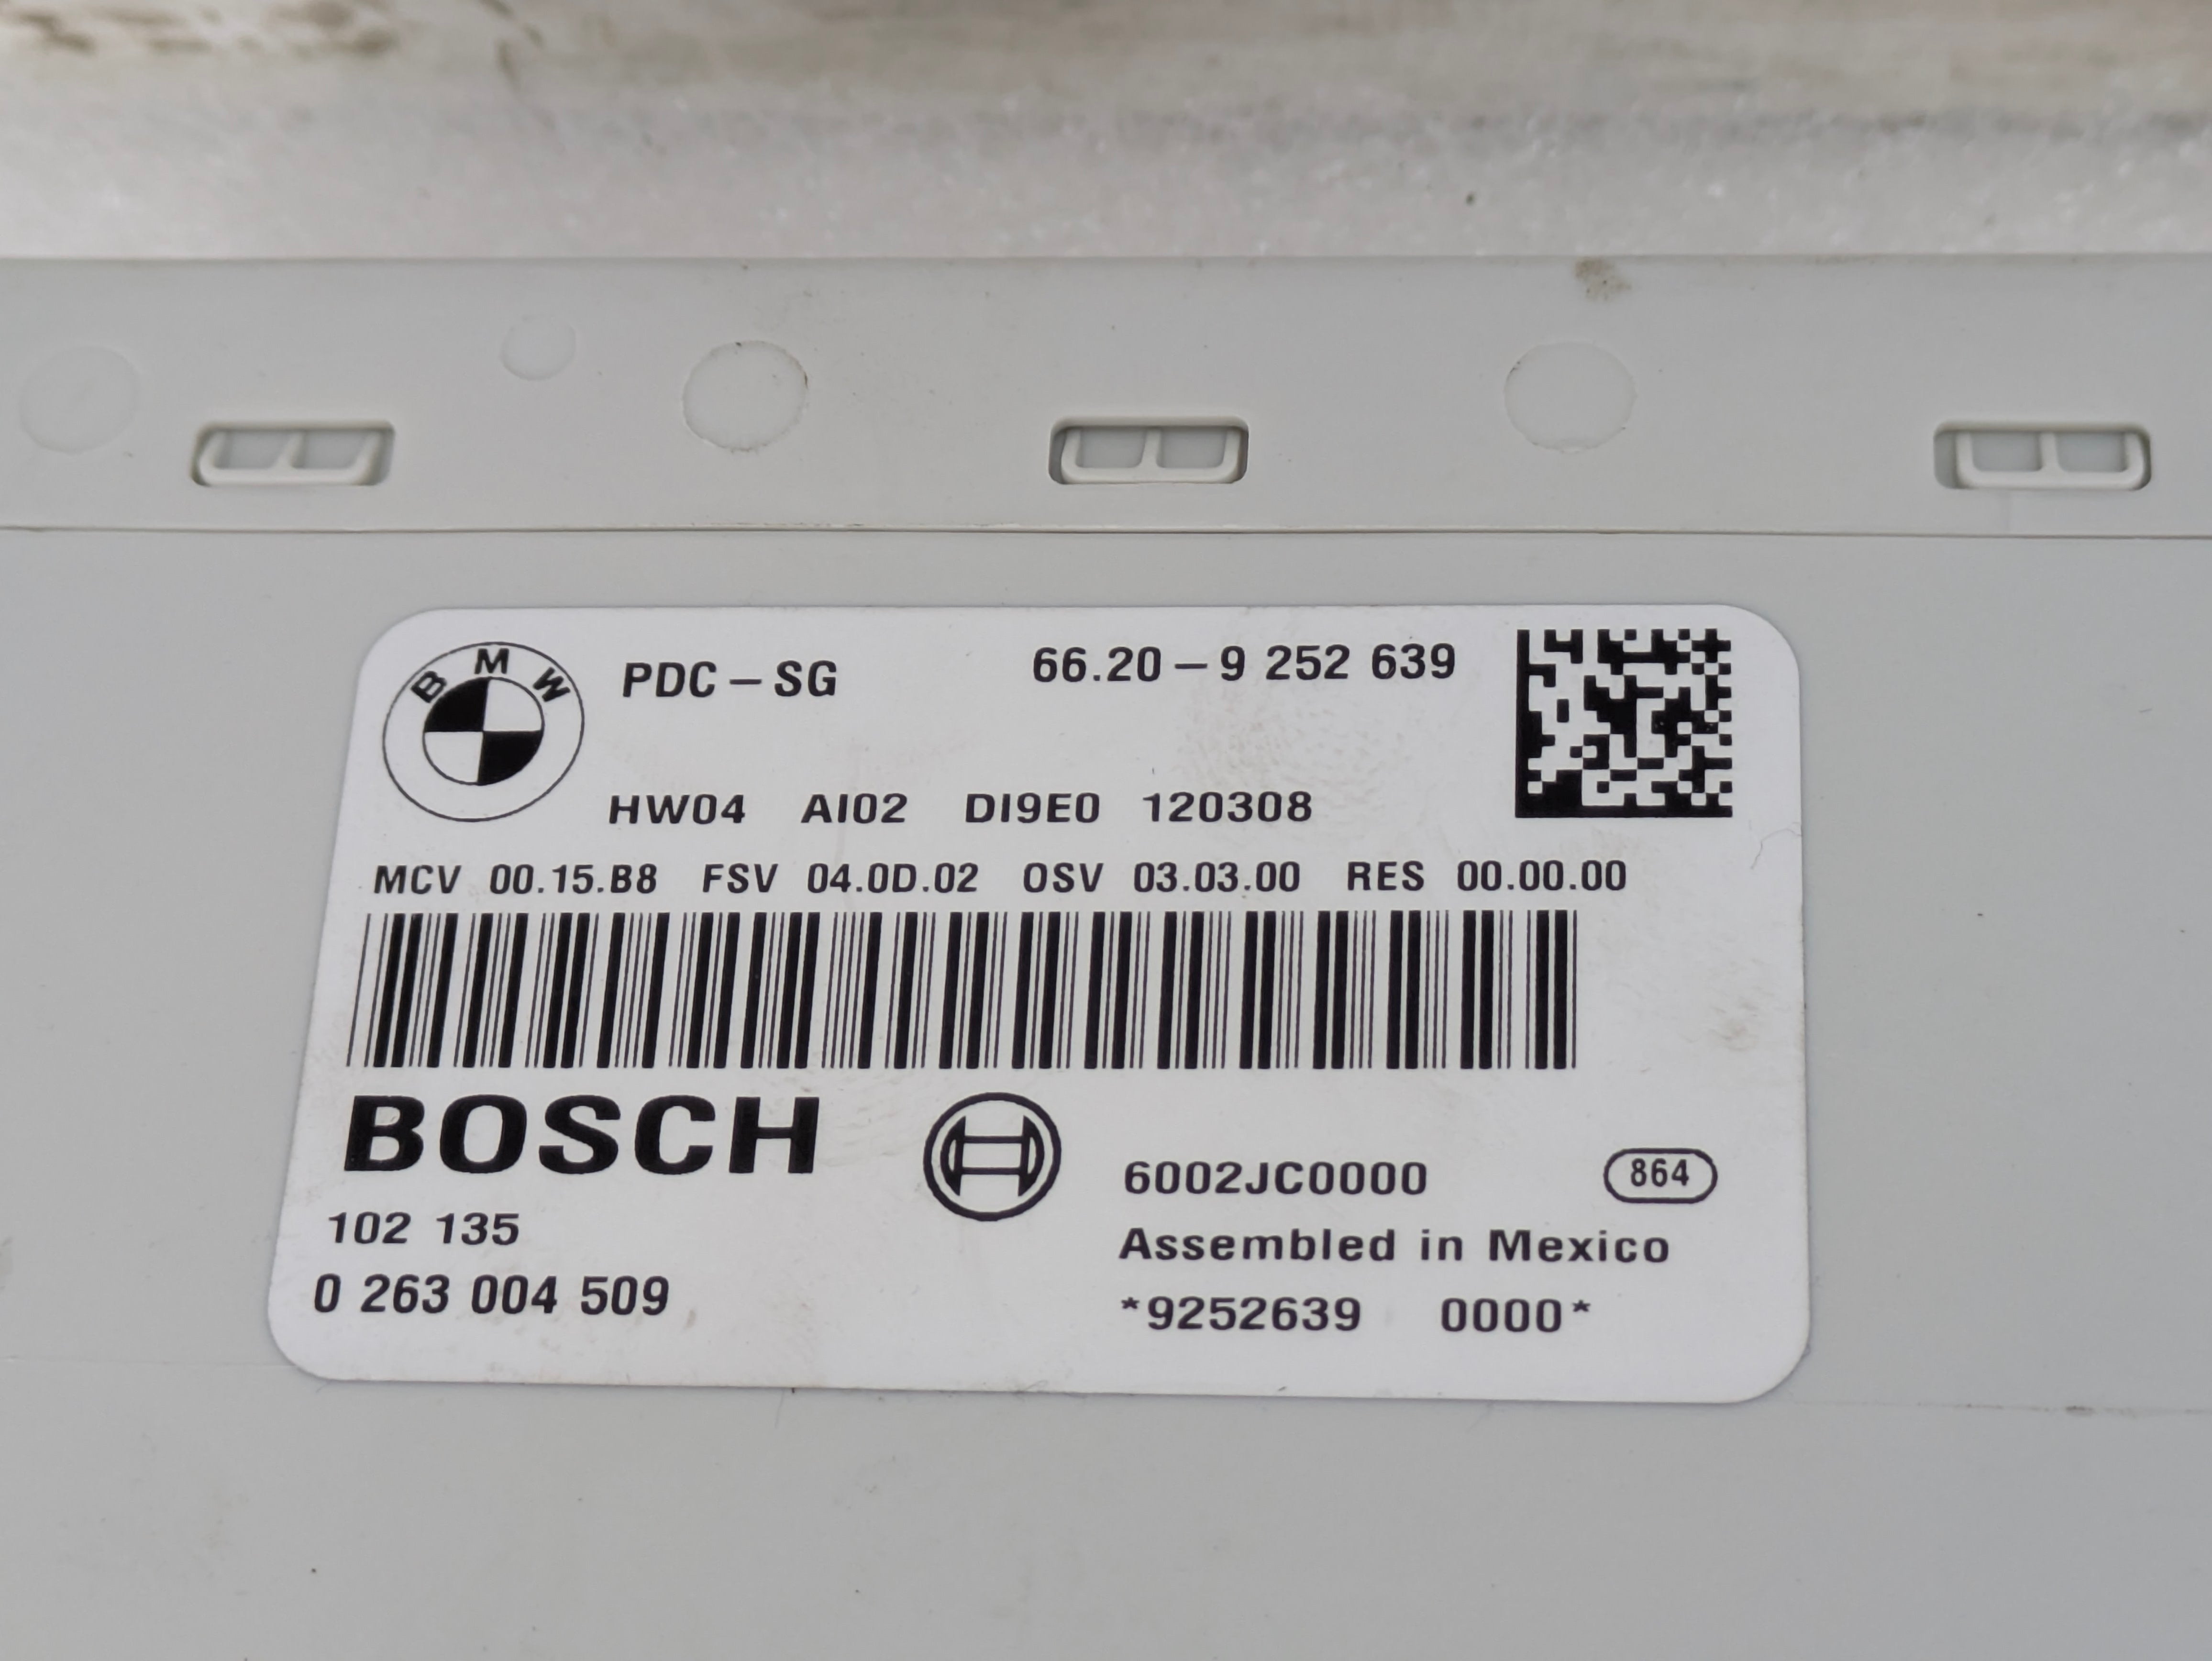 BMW
PDC – SG 66.20 – 9 252 639
HW04 AI02 DI9E0 120308
MCV 00.15.B8 FSV 04.0D.02 OSV 03.03.00 RES 00.00.00
BOSCH
102 135
0 263 004 509
6002JC0000 864
Assembled in Mexico
*9252639 0000*